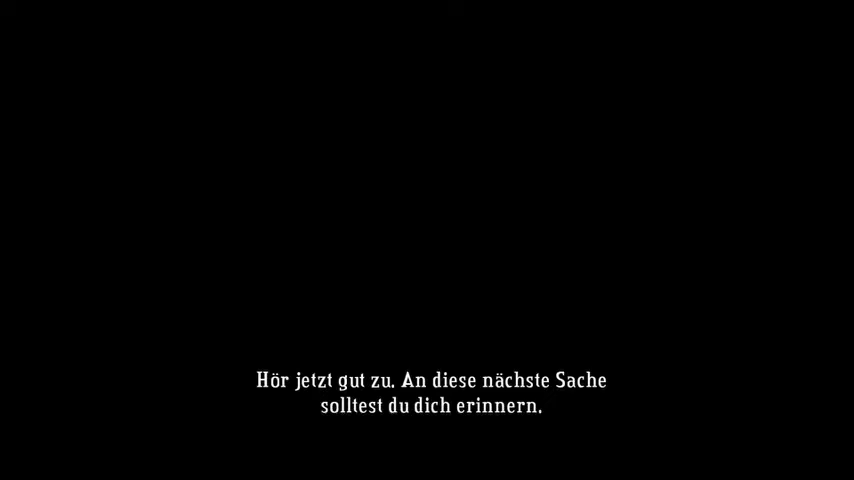 Hör jetzt gut zu. An diese nächste Sache
solltest du dich erinnern.